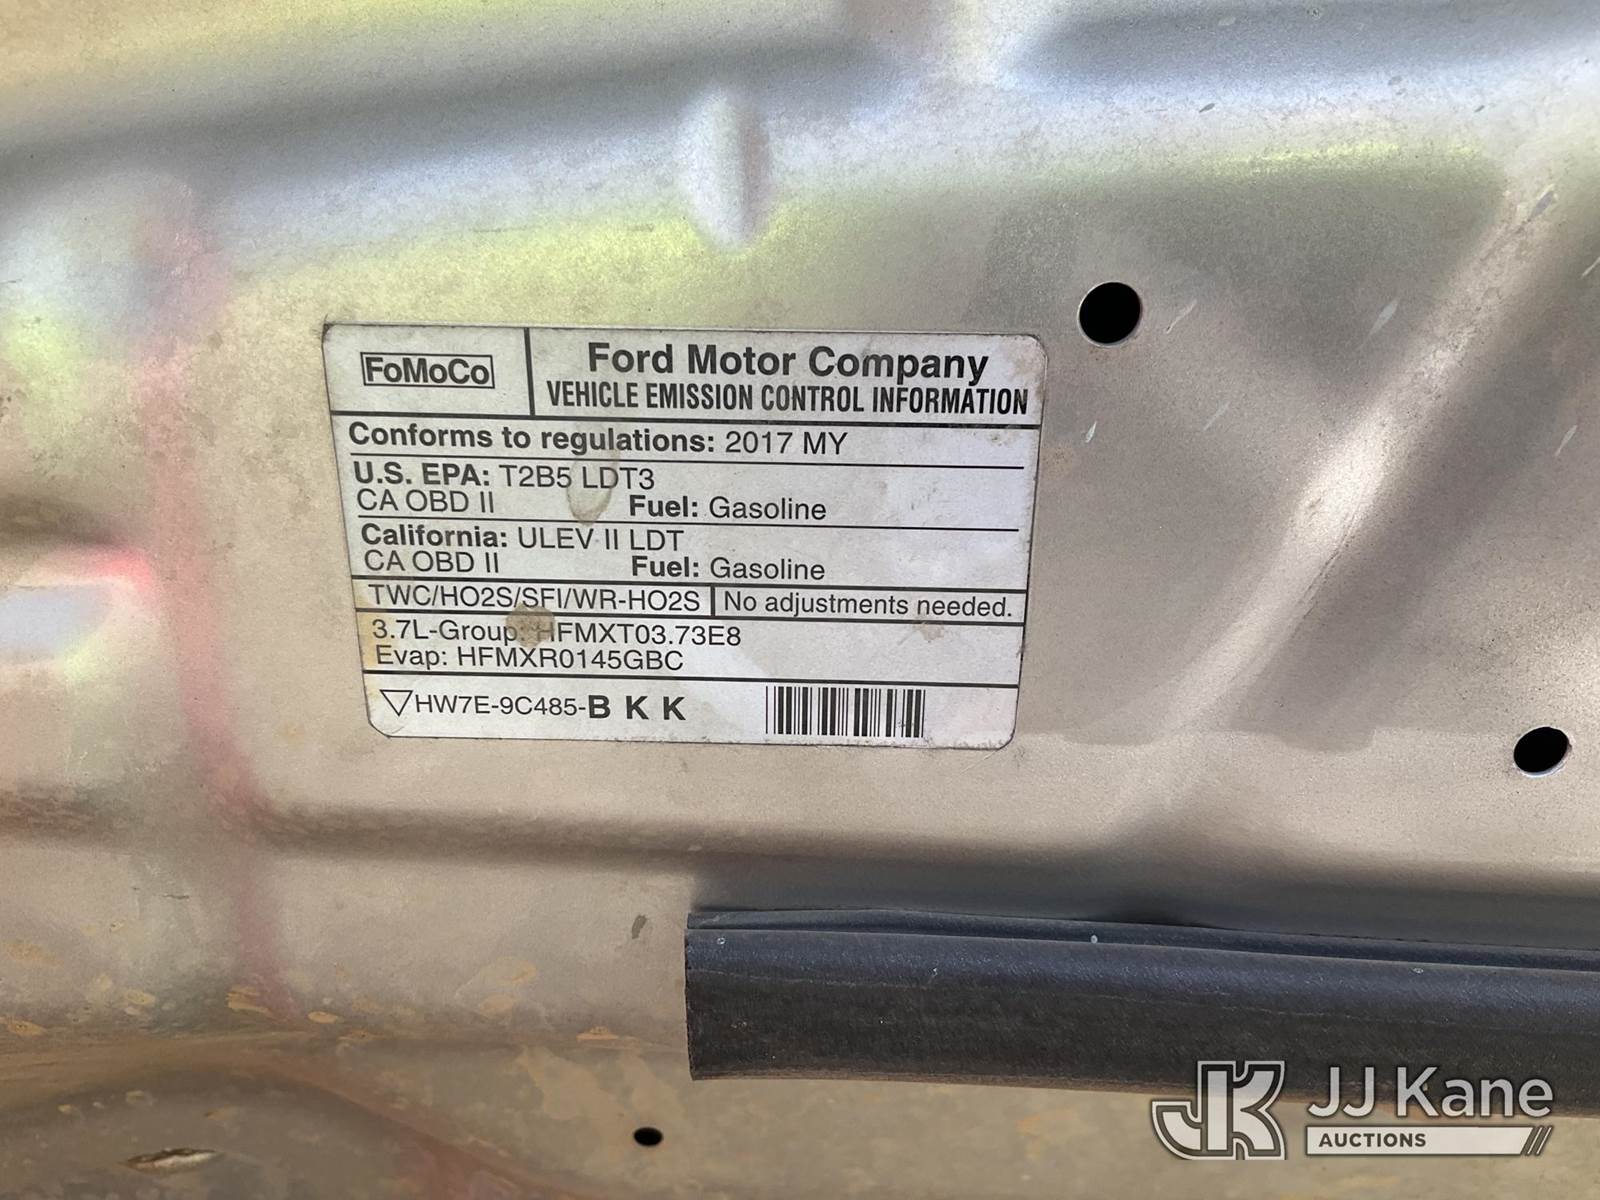 FoMoCo
Ford Motor Company
VEHICLE EMISSION CONTROL INFORMATION
Conforms to regulations: 2017 MY
U.S. EPA: T2B5 LDT3
CA OBD II Fuel: Gasoline
California: ULEV II LDT
CA OBD II Fuel: Gasoline
TWC/HO2S/SFI/WR-HO2S No adjustments needed.
3.7L-Group: HFMXT03.73E8
Evap: HFMXR0145GBC
HW7E-9C485-B K K
JK JJ Kane
AUCTIONS